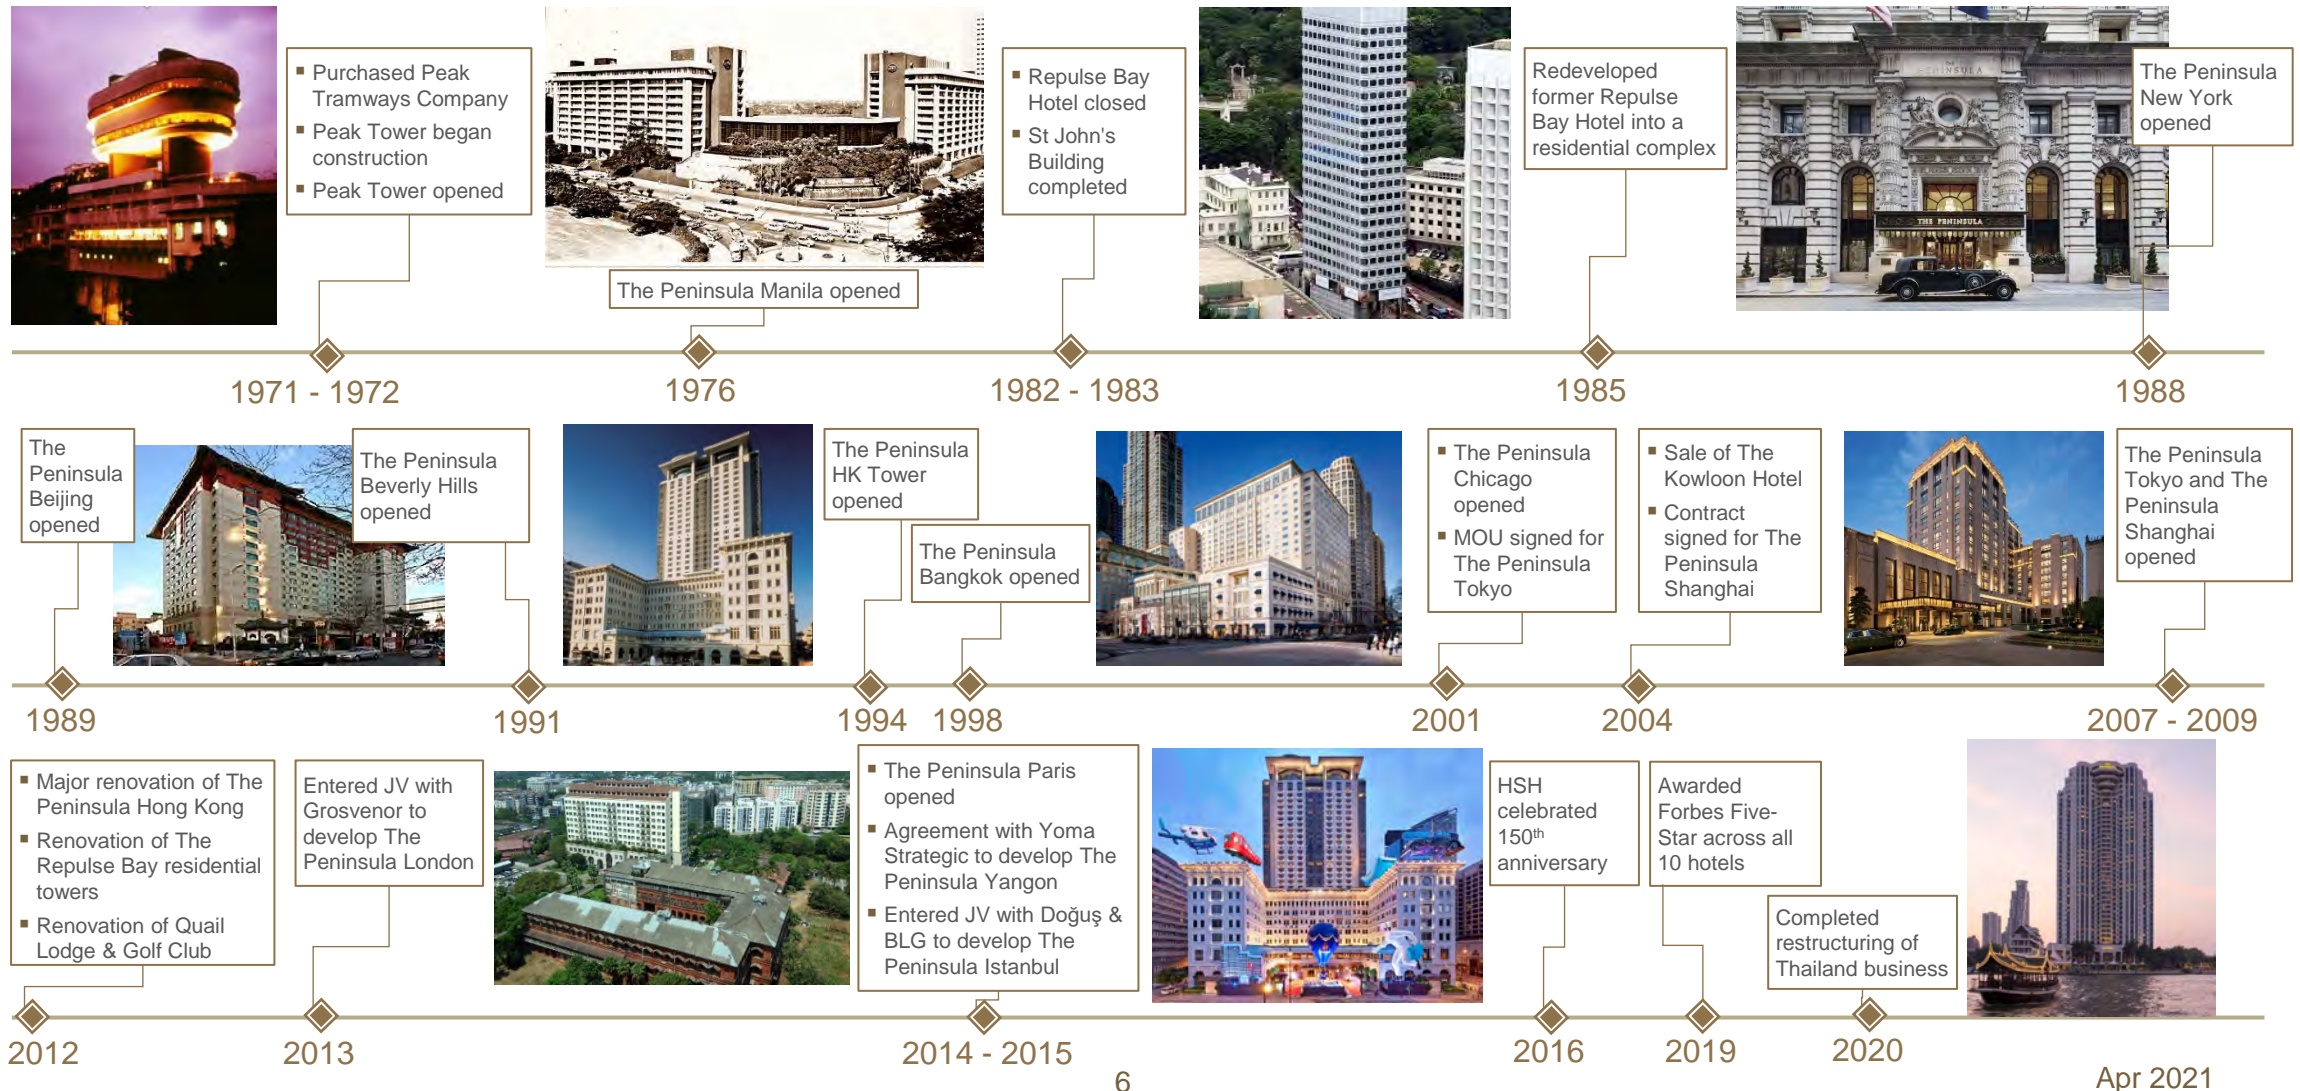 ▪ Purchased Peak
Tramways Company
▪ Peak Tower began
construction
▪ Peak Tower opened
The Peninsula Manila opened
▪ Repulse Bay
Hotel closed
▪ St John's
Building
completed
Redeveloped
former Repulse
Bay Hotel into a
residential complex
THE
PENINSULA
THE PENINSULA
The Peninsula
New York
opened
1971 - 1972
1976
1982 - 1983
1985
1988
The
Peninsula
Beijing
opened
The Peninsula
Beverly Hills
opened
The Peninsula
HK Tower
opened
The Peninsula
Bangkok opened
▪ The Peninsula
Chicago
opened
▪ MOU signed for
The Peninsula
Tokyo
▪ Sale of The
Kowloon Hotel
▪ Contract
signed for The
Peninsula
Shanghai
The Peninsula
Tokyo and The
Peninsula
Shanghai
opened
1989
1991
1994
1998
2001
2004
2007 - 2009
▪ Major renovation of The
Peninsula Hong Kong
▪ Renovation of The
Repulse Bay residential
towers
▪ Renovation of Quail
Lodge & Golf Club
Entered JV with
Grosvenor to
develop The
Peninsula London
▪ The Peninsula Paris
opened
▪ Agreement with Yoma
Strategic to develop The
Peninsula Yangon
▪ Entered JV with Doğuş &
BLG to develop The
Peninsula Istanbul
HSH
celebrated
150th
anniversary
Awarded
Forbes Five-
Star across all
10 hotels
Completed
restructuring of
Thailand business
2012
2013
2014 - 2015
2016
2019
2020
6
Apr 2021